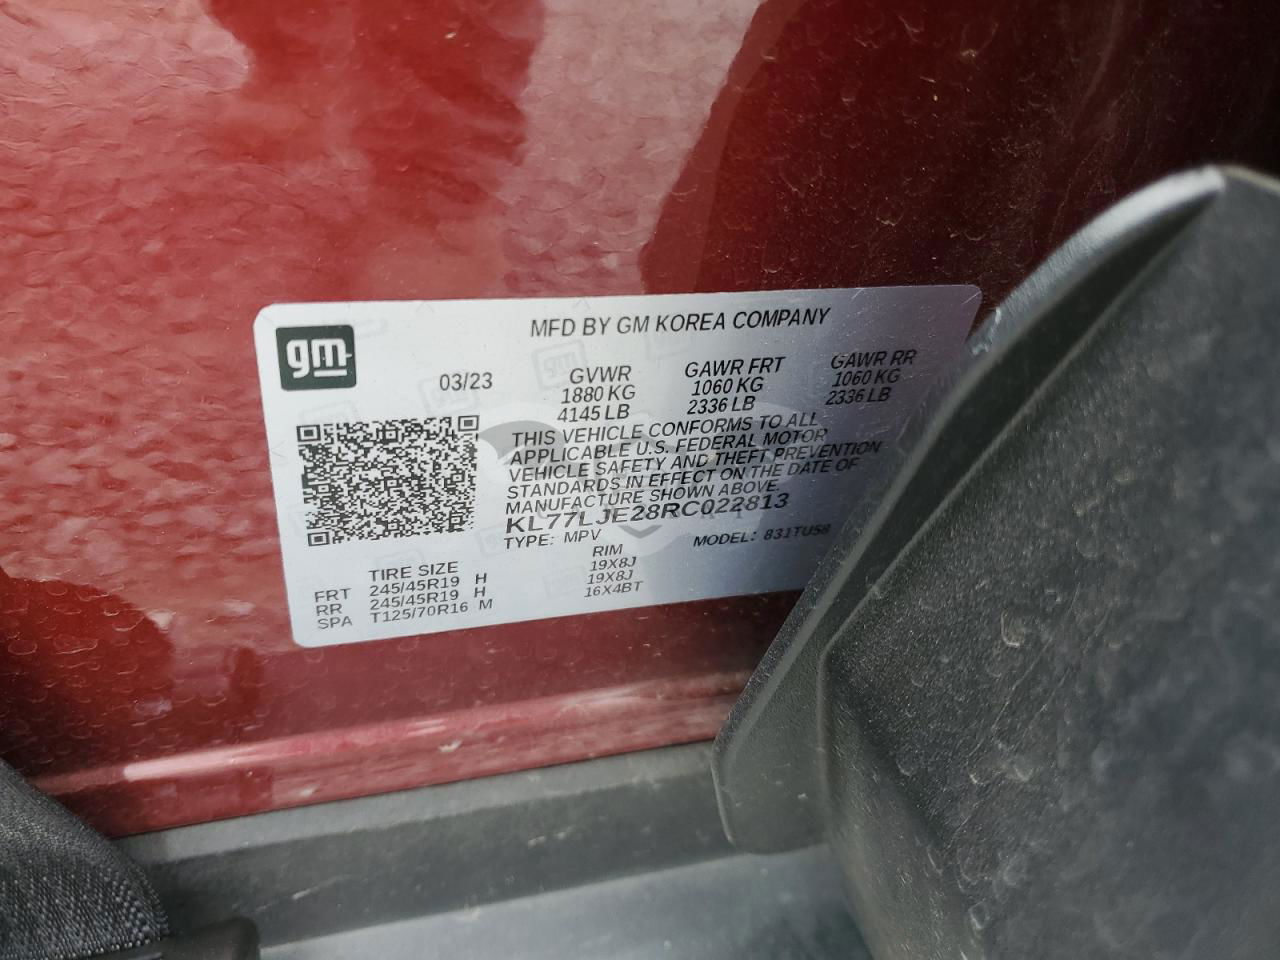 gm
MFD BY GM KOREA COMPANY
03/23
GVWR GAWR FRT GAWR RR
1880 KG 1060 KG 1060 KG
4145 LB 2336 LB 2336 LB
THIS VEHICLE CONFORMS TO ALL
APPLICABLE U.S. FEDERAL MOTOR
VEHICLE SAFETY AND THEFT PREVENTION
STANDARDS IN EFFECT ON THE DATE OF
MANUFACTURE SHOWN ABOVE.
KL77LJE28RC022813
TYPE: MPV MODEL: 831TU58
TIRE SIZE RIM
FRT 245/45R19 H 19X8J
RR 245/45R19 H 19X8J
SPA T125/70R16 M 16X4BT